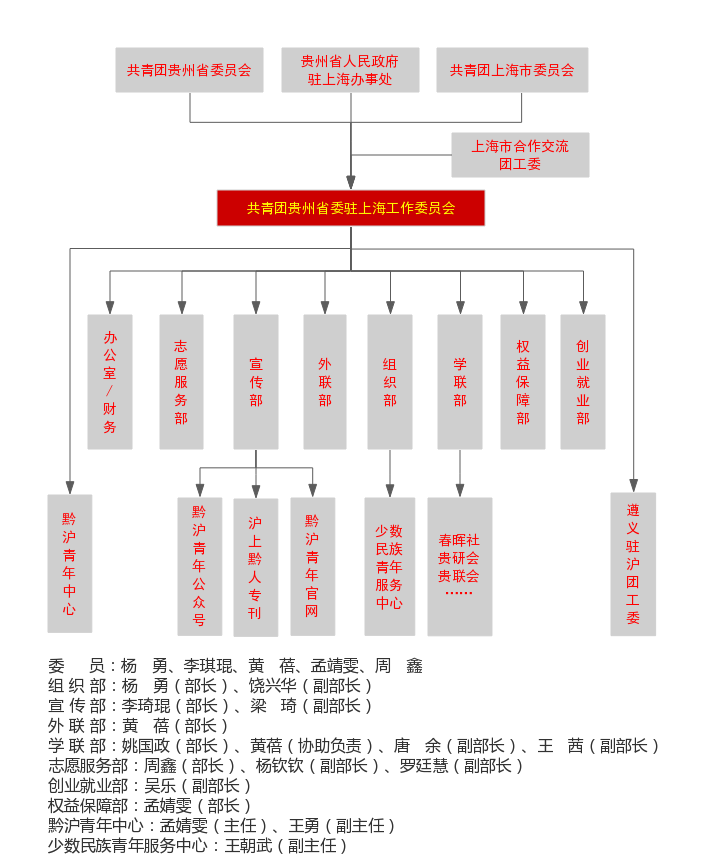 共青团贵州省委员会
贵州省人民政府
驻上海办事处
共青团上海市委员会
上海市合作交流
团工委
共青团贵州省委驻上海工作委员会
办公室/财务
志愿服务部
宣传部
外联部
组织部
学联部
权益保障部
创业就业部
黔沪青年中心
黔沪青年公众号
沪上黔人专刊
黔沪青年官网
少数
民族
青年
服务
中心
春晖社
贵研会
贵联会
······
遵义驻沪团工委
委　员：杨　勇、李琪琨、黄　蓓、孟靖雯、周　鑫
组 织 部：杨　勇（部长）、饶兴华（副部长）
宣 传 部：李琦琨（部长）、梁　琦（副部长）
外 联 部：黄　蓓（部长）
学 联 部：姚国政（部长）、黄蓓（协助负责）、唐　余（副部长）、王　茜（副部长）
志愿服务部：周鑫（部长）、杨钦钦（副部长）、罗廷慧（副部长）
创业就业部：吴乐（副部长）
权益保障部：孟婧雯（部长）
黔沪青年中心：孟婧雯（主任）、王勇（副主任）
少数民族青年服务中心：王朝武（副主任）